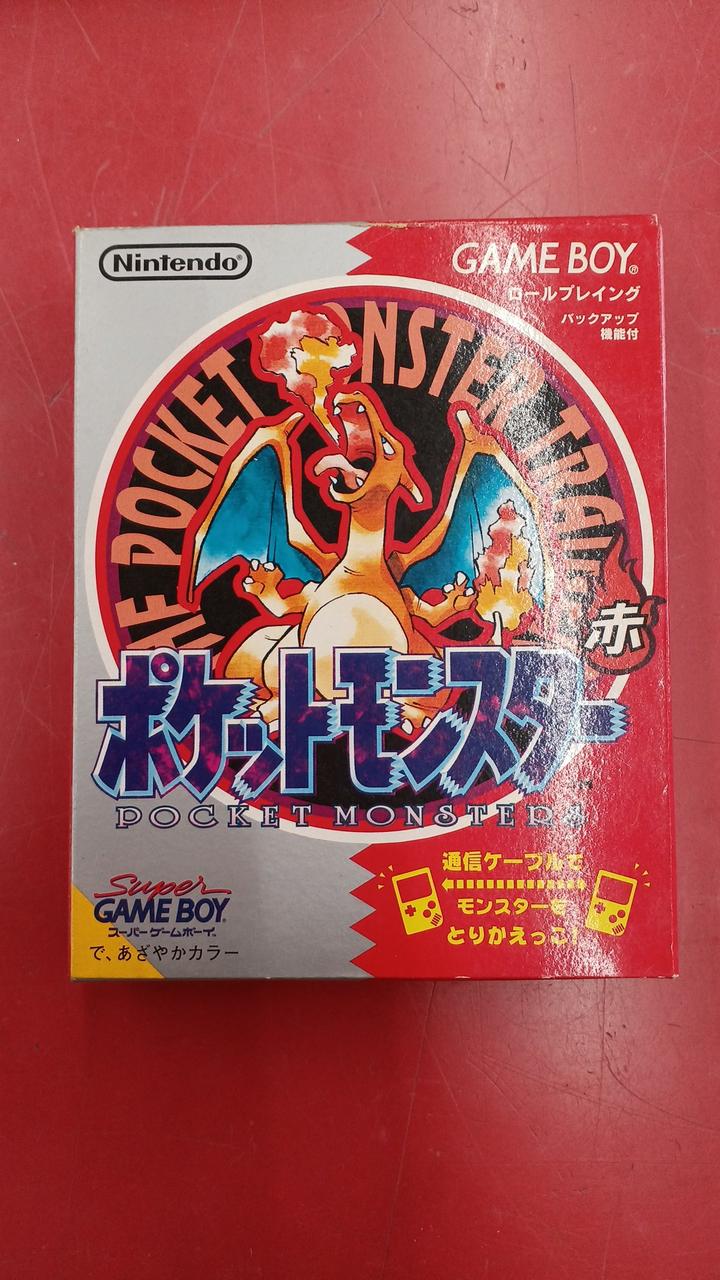 Nintendo®
GAME BOY®
ロールプレイング
バックアップ
機能付
POCKET MONSTER
赤
ポケットモンスター
POCKET MONSTERS
通信ケーブルで
モンスターを
とりかえっこ!
Super
GAME BOY
スーパーゲームボーイ
で、あざやかカラー